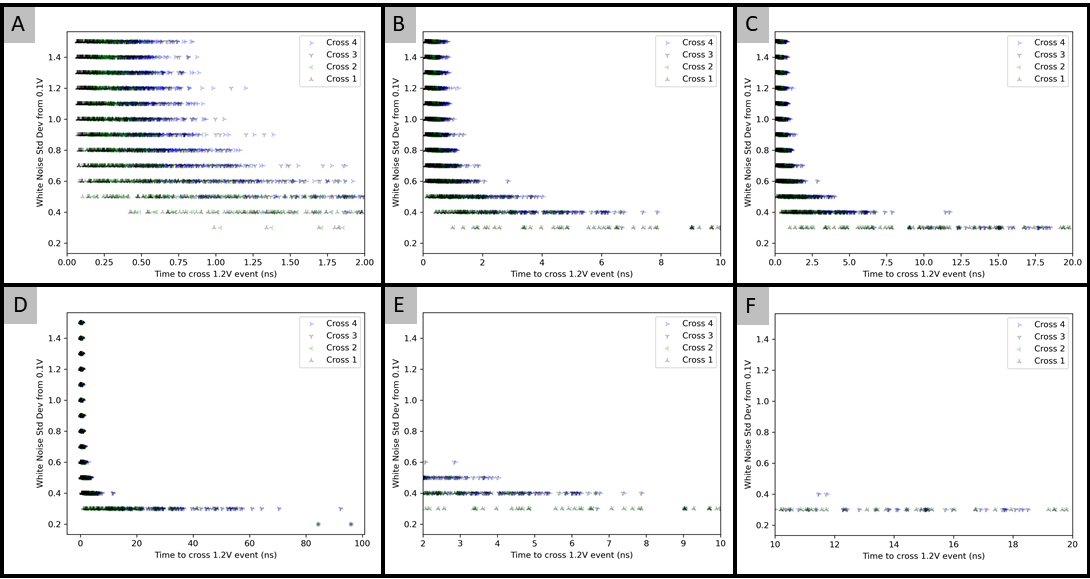 A
White Noise Std Dev from 0.1V
1.4
1.2
1.0
0.8
0.6
0.4
0.2
Cross 4
Cross 3
Cross 2
Cross 1
0.00 0.25 0.50 0.75 1.00 1.25 1.50 1.75 2.00
Time to cross 1.2V event (ns)
B
White Noise Std Dev from 0.1V
1.4
1.2
1.0
0.8
0.6
0.4
0.2
Cross 4
Cross 3
Cross 2
Cross 1
0 2 4 6 8 10
Time to cross 1.2V event (ns)
C
White Noise Std Dev from 0.1V
1.4
1.2
1.0
0.8
0.6
0.4
0.2
Cross 4
Cross 3
Cross 2
Cross 1
0.0 2.5 5.0 7.5 10.0 12.5 15.0 17.5 20.0
Time to cross 1.2V event (ns)
D
White Noise Std Dev from 0.1V
1.4
1.2
1.0
0.8
0.6
0.4
0.2
Cross 4
Cross 3
Cross 2
Cross 1
0 20 40 60 80 100
Time to cross 1.2V event (ns)
E
White Noise Std Dev from 0.1V
1.4
1.2
1.0
0.8
0.6
0.4
0.2
Cross 4
Cross 3
Cross 2
Cross 1
2 3 4 5 6 7 8 9 10
Time to cross 1.2V event (ns)
F
White Noise Std Dev from 0.1V
1.4
1.2
1.0
0.8
0.6
0.4
0.2
Cross 4
Cross 3
Cross 2
Cross 1
10 12 14 16 18 20
Time to cross 1.2V event (ns)